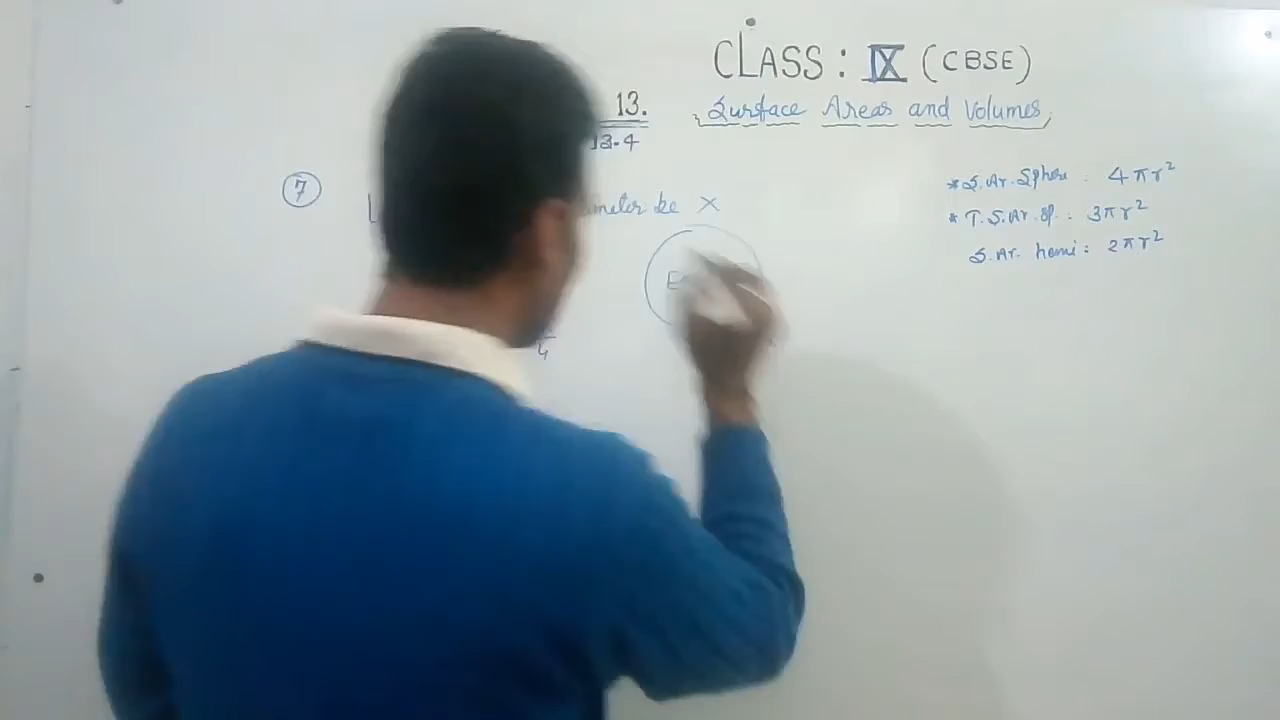 CLASS : IX (CBSE)
13.
Surface Areas and Volumes
13.4
* S.Ar. Sphere : 4πr²
7
be X
* T.S.Ar. Sp. : 3πr²
S.Ar. hemi : 2πr²
4